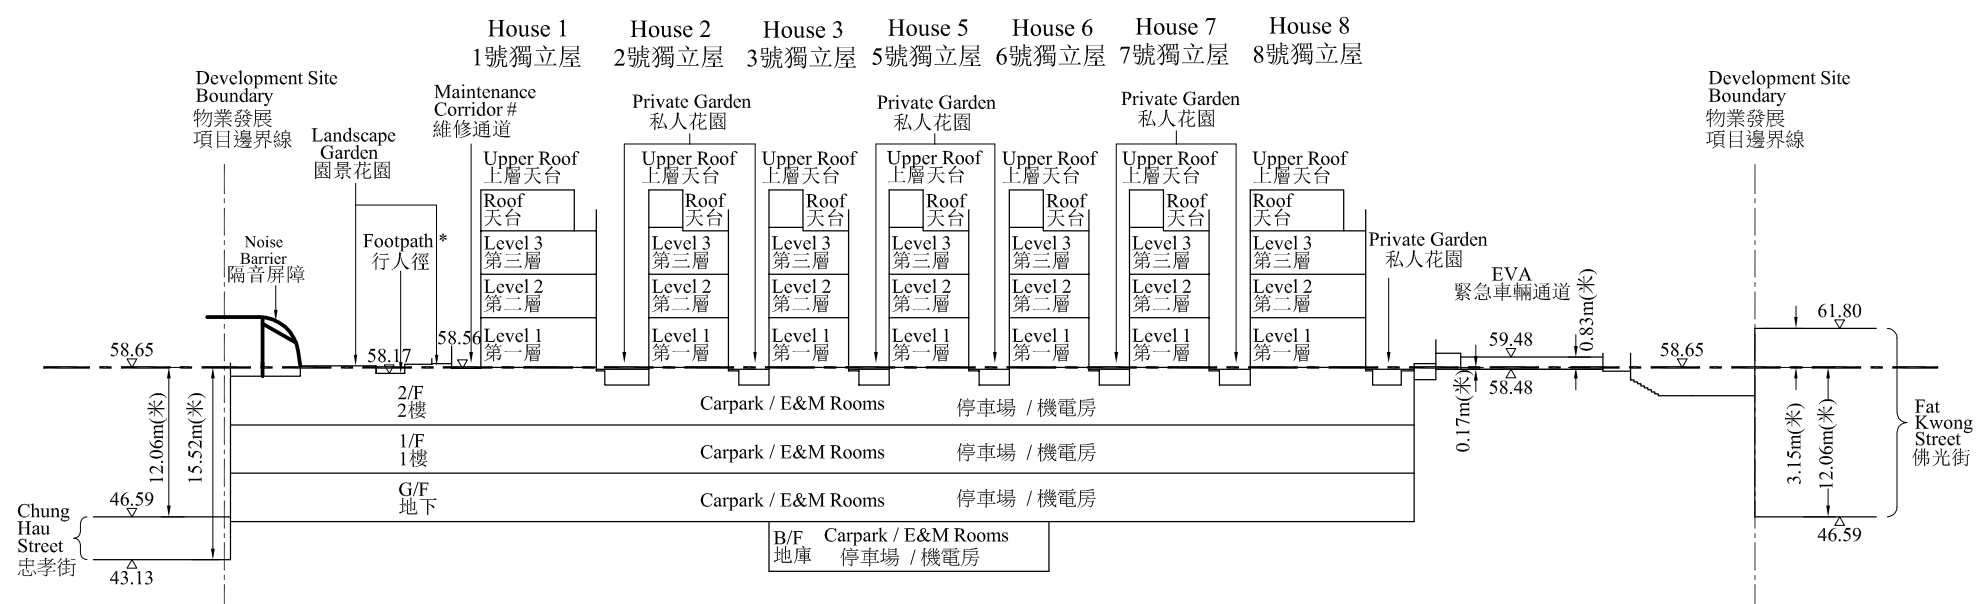 House 1
1號獨立屋
House 2
2號獨立屋
House 3
3號獨立屋
House 5
5號獨立屋
House 6
6號獨立屋
House 7
7號獨立屋
House 8
8號獨立屋
Development Site
Boundary
物業發展
項目邊界線
Landscape
Garden
園景花園
Maintenance
Corridor #
維修通道
Private Garden
私人花園
Private Garden
私人花園
Private Garden
私人花園
Development Site
Boundary
物業發展
項目邊界線
Noise
Barrier
隔音屏障
Footpath *
行人徑
Upper Roof
上層天台
Roof
天台
Level 3
第三層
Level 2
第二層
Level 1
第一層
Upper Roof
上層天台
Roof
天台
Level 3
第三層
Level 2
第二層
Level 1
第一層
Upper Roof
上層天台
Roof
天台
Level 3
第三層
Level 2
第二層
Level 1
第一層
Upper Roof
上層天台
Roof
天台
Level 3
第三層
Level 2
第二層
Level 1
第一層
Upper Roof
上層天台
Roof
天台
Level 3
第三層
Level 2
第二層
Level 1
第一層
Upper Roof
上層天台
Roof
天台
Level 3
第三層
Level 2
第二層
Level 1
第一層
Upper Roof
上層天台
Roof
天台
Level 3
第三層
Level 2
第二層
Level 1
第一層
Private Garden
私人花園
EVA
緊急車輛通道
0.83m(米)
61.80
58.65
58.17
58.56
59.48
58.48
58.65
0.17m(米)
12.06m(米)
15.52m(米)
3.15m(米)
12.06m(米)
Fat
Kwong
Street
佛光街
2/F
2樓
Carpark / E&M Rooms 停車場 / 機電房
1/F
1樓
Carpark / E&M Rooms 停車場 / 機電房
G/F
地下
Carpark / E&M Rooms 停車場 / 機電房
B/F
地庫
Carpark / E&M Rooms
停車場 / 機電房
46.59
Chung
Hau
Street
忠孝街
43.13
46.59